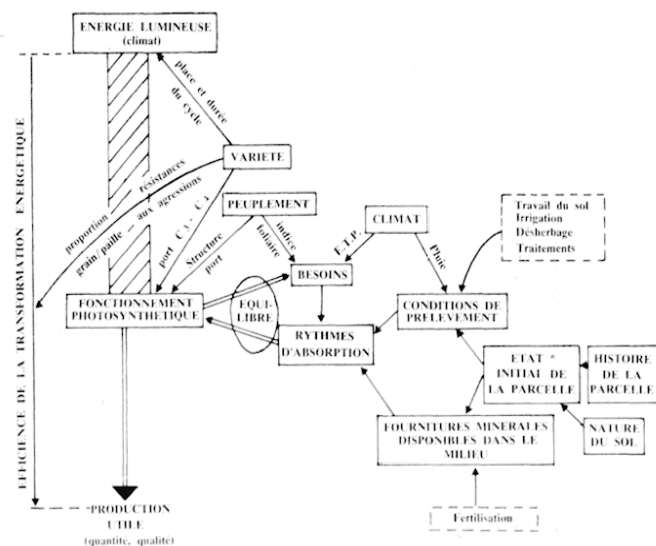 ENERGIE LUMINEUSE
(climat)
place et durée
du cycle
VARIETE
proportion résistances
grain/paille – aux agressions
port C3 - C4
PEUPLEMENT
Structure
port
indice
foliaire
CLIMAT
E.T.P.
Pluie
Travail du sol
Irrigation
Désherbage
Traitements
BESOINS
FONCTIONNEMENT
PHOTOSYNTHETIQUE
EQUI-
LIBRE
CONDITIONS DE
PRELEVEMENT
RYTHMES
D'ABSORPTION
ETAT *
INITIAL DE
LA PARCELLE
HISTOIRE
DE LA
PARCELLE
FOURNITURES MINERALES
DISPONIBLES DANS LE
MILIEU
NATURE
DU SOL
Fertilisation
EFFICIENCE DE LA TRANSFORMATION ENERGETIQUE
PRODUCTION
UTILE
(quantité, qualité)